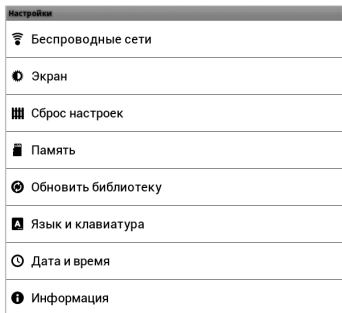 Настройки
Беспроводные сети
Экран
Сброс настроек
Память
Обновить библиотеку
Язык и клавиатура
Дата и время
Информация